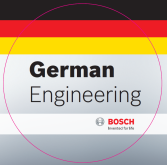 German
Engineering
BOSCH
Invented for life